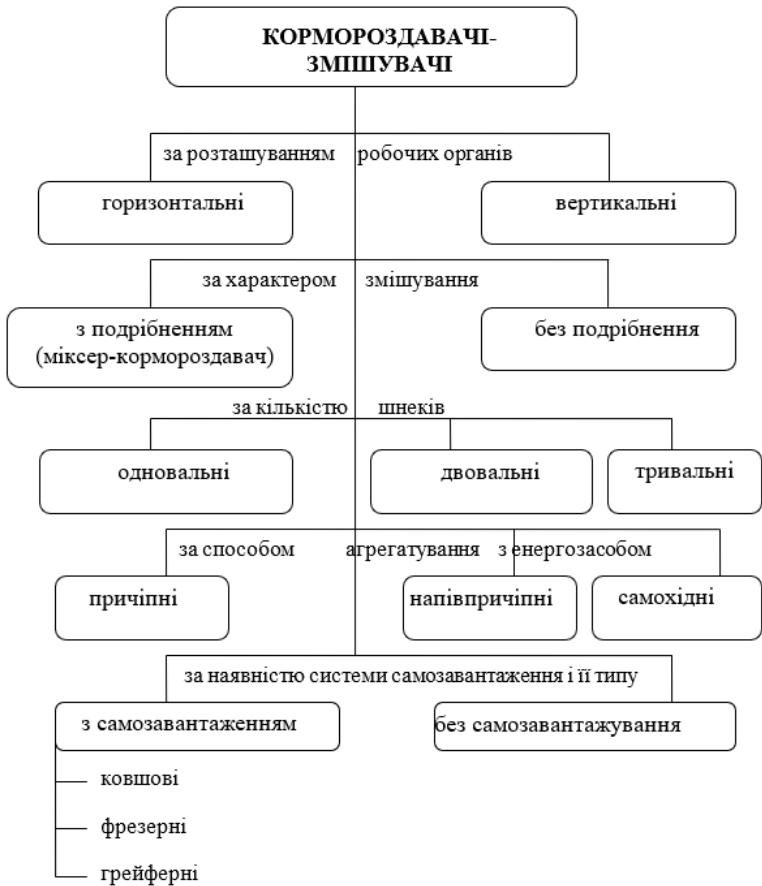 КОРМОРОЗДАВАЧІ-
ЗМІШУВАЧІ
за розташуванням робочих органів
горизонтальні
вертикальні
за характером змішування
з подрібненням
(міксер-кормороздавач)
без подрібнення
за кількістю шнеків
одновальні
двовальні
тривальні
за способом агрегатування з енергозасобом
причіпні
напівпричіпні
самохідні
за наявністю системи самозавантаження і її типу
з самозавантаженням
без самозавантажування
ковшові
фрезерні
грейферні